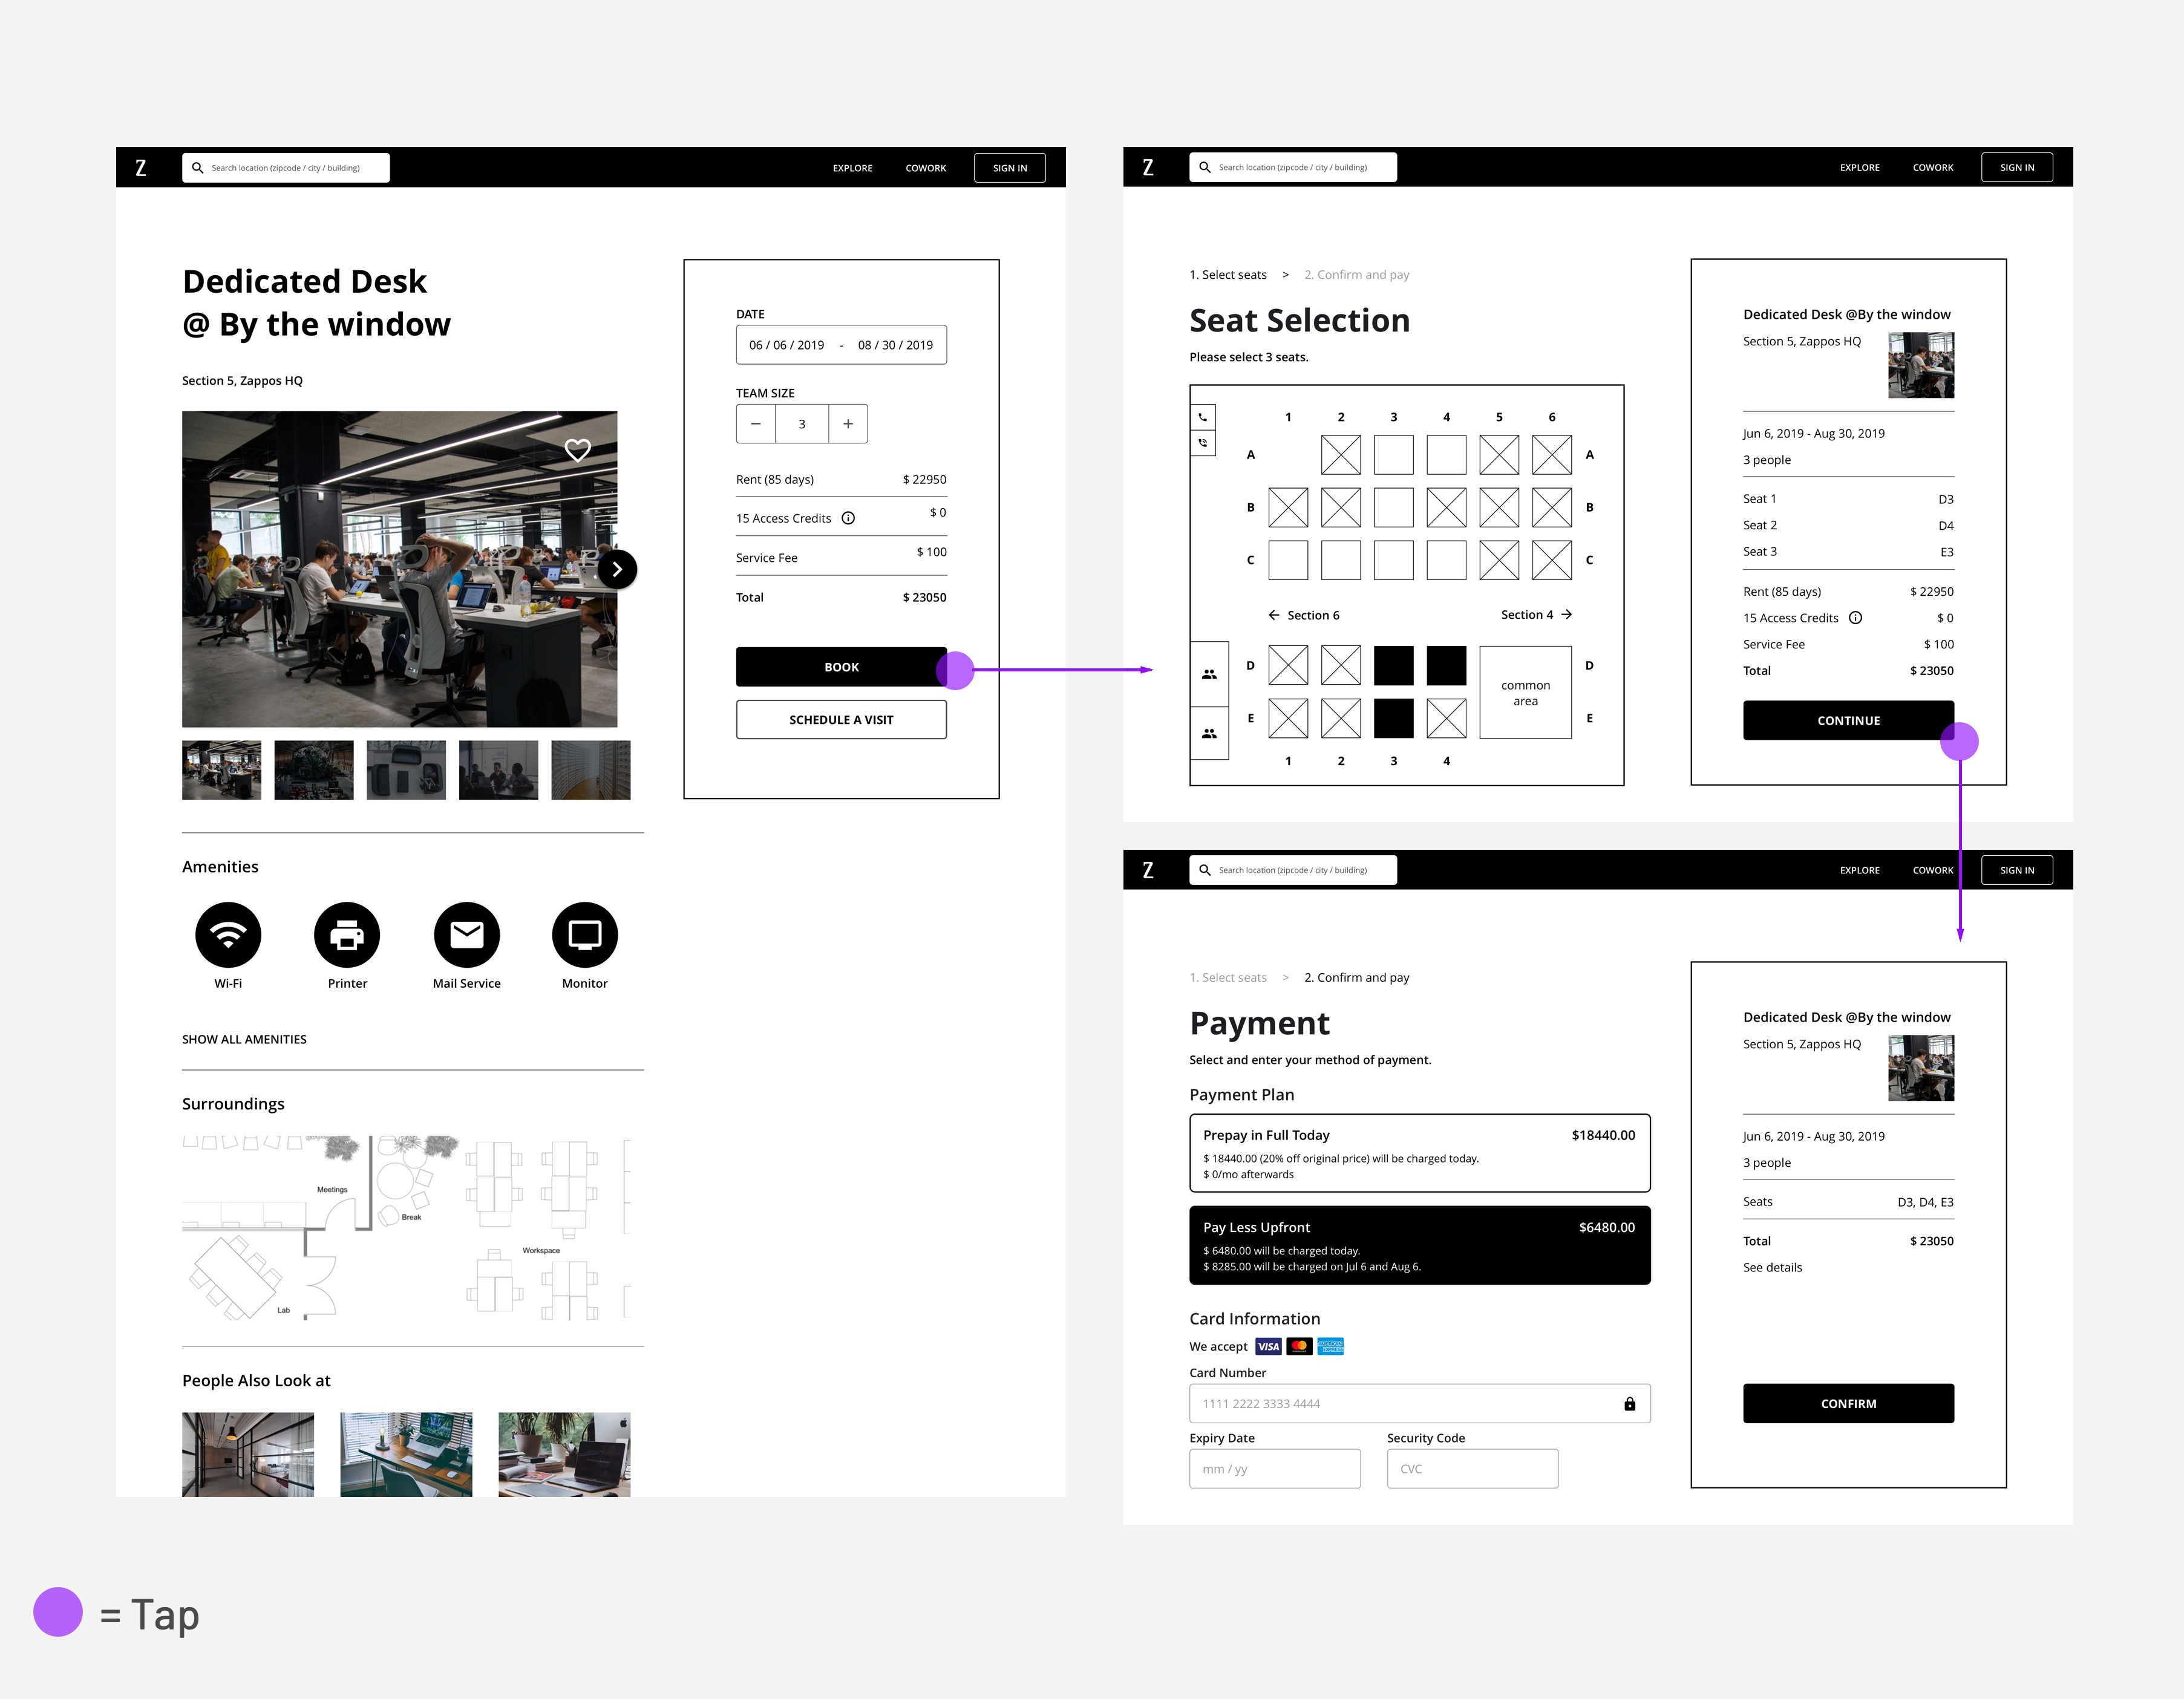 Z
Search location (zipcode / city / building)
EXPLORE
COWORK
SIGN IN
Dedicated Desk
@ By the window
Section 5, Zappos HQ
DATE
06 / 06 / 2019 - 08 / 30 / 2019
TEAM SIZE
− 3 +
Rent (85 days) $ 22950
15 Access Credits $ 0
Service Fee $ 100
Total $ 23050
BOOK
SCHEDULE A VISIT
Amenities
Wi-Fi
Printer
Mail Service
Monitor
SHOW ALL AMENITIES
Surroundings
Meetings
Break
Workspace
Lab
People Also Look at
Z
Search location (zipcode / city / building)
EXPLORE
COWORK
SIGN IN
1. Select seats > 2. Confirm and pay
Seat Selection
Please select 3 seats.
1 2 3 4 5 6
A A
B B
C C
← Section 6 Section 4 →
D D
common
area
E E
1 2 3 4
Dedicated Desk @By the window
Section 5, Zappos HQ
Jun 6, 2019 - Aug 30, 2019
3 people
Seat 1 D3
Seat 2 D4
Seat 3 E3
Rent (85 days) $ 22950
15 Access Credits $ 0
Service Fee $ 100
Total $ 23050
CONTINUE
Z
Search location (zipcode / city / building)
EXPLORE
COWORK
SIGN IN
1. Select seats > 2. Confirm and pay
Payment
Select and enter your method of payment.
Payment Plan
Prepay in Full Today $18440.00
$ 18440.00 (20% off original price) will be charged today.
$ 0/mo afterwards
Pay Less Upfront $6480.00
$ 6480.00 will be charged today.
$ 8285.00 will be charged on Jul 6 and Aug 6.
Card Information
We accept VISA
AMERICAN
EXPRESS
Card Number
1111 2222 3333 4444
Expiry Date
Security Code
mm / yy
CVC
Dedicated Desk @By the window
Section 5, Zappos HQ
Jun 6, 2019 - Aug 30, 2019
3 people
Seats D3, D4, E3
Total $ 23050
See details
CONFIRM
= Tap